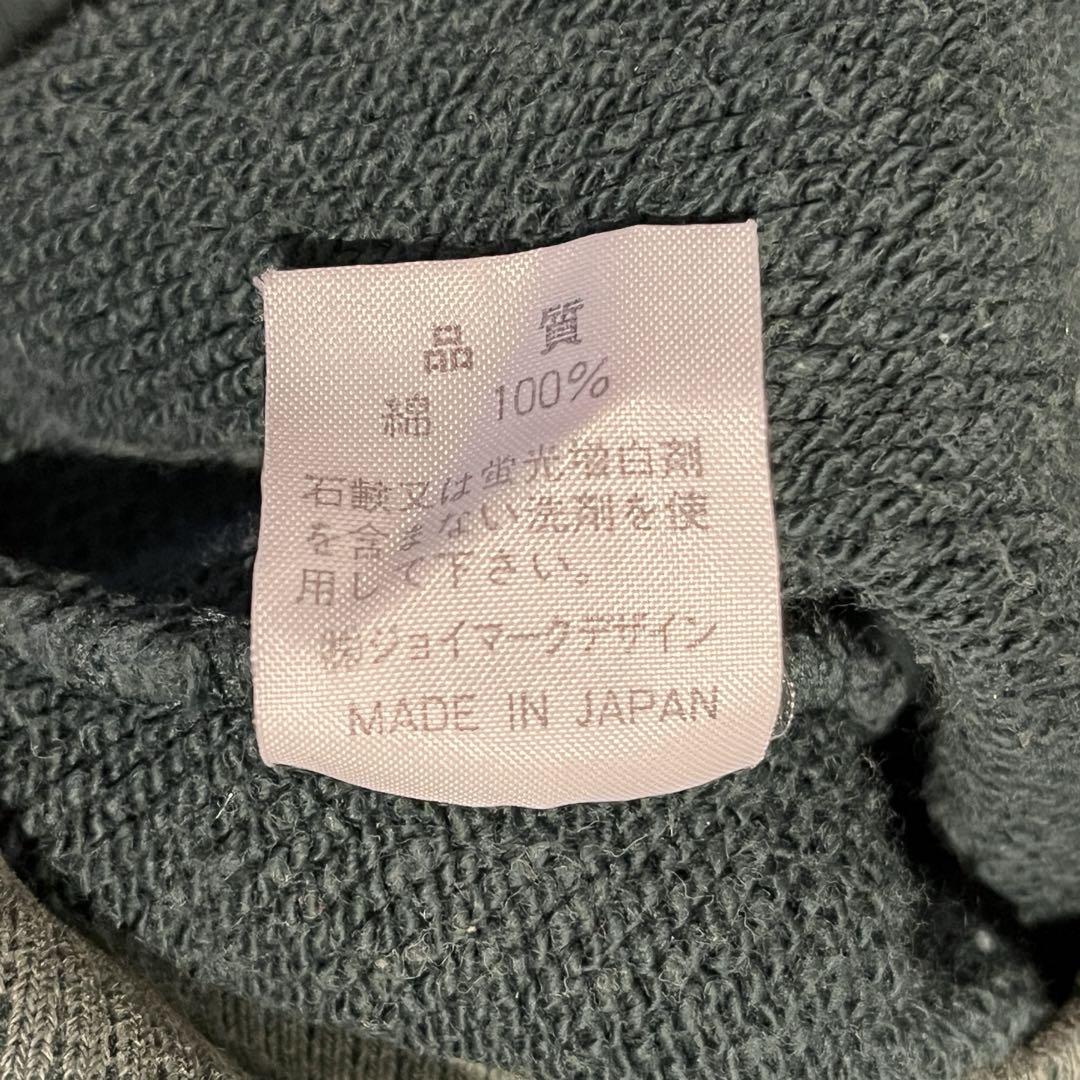 品質
綿 100%
石鹸又は蛍光増白剤
を含まない洗剤を使
用して下さい。
㈱ジョイマークデザイン
MADE IN JAPAN